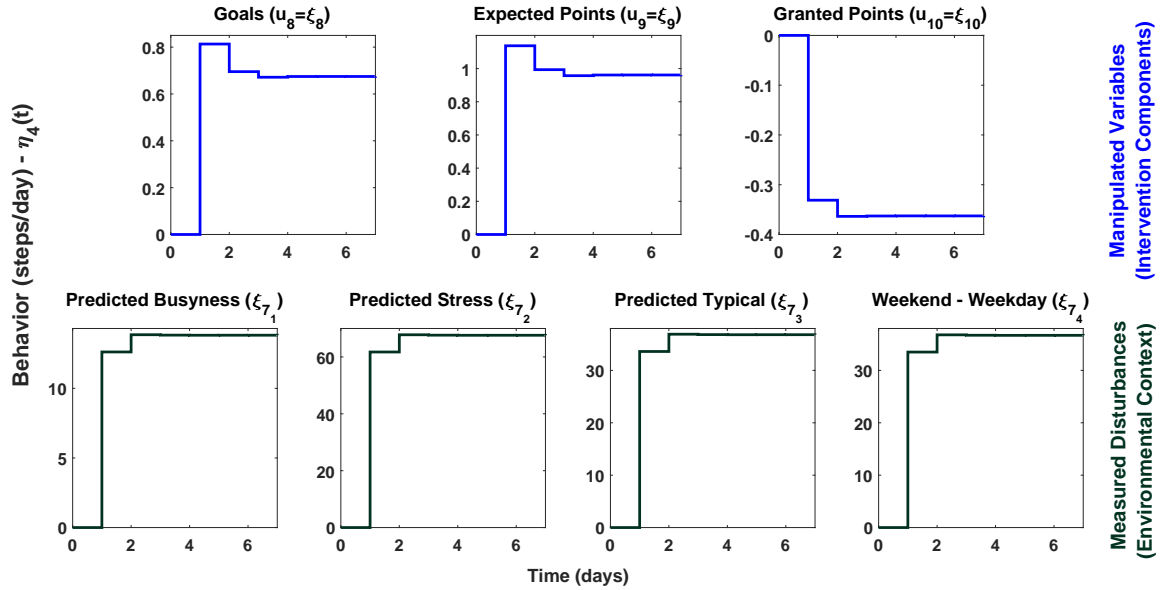 Goals (u8=ξ8)
Expected Points (u9=ξ9)
Granted Points (u10=ξ10)
0.8
0.6
0.4
0.2
0
0 2 4 6
1
0.8
0.6
0.4
0.2
0
0 2 4 6
0
-0.1
-0.2
-0.3
-0.4
0 2 4 6
Behavior (steps/day) - η4(t)
Manipulated Variables
(Intervention Components)
Predicted Busyness (ξ71)
Predicted Stress (ξ72)
Predicted Typical (ξ73)
Weekend - Weekday (ξ74)
10
5
0
0 2 4 6
60
40
20
0
0 2 4 6
30
20
10
0
0 2 4 6
30
20
10
0
0 2 4 6
Measured Disturbances
(Environmental Context)
Time (days)